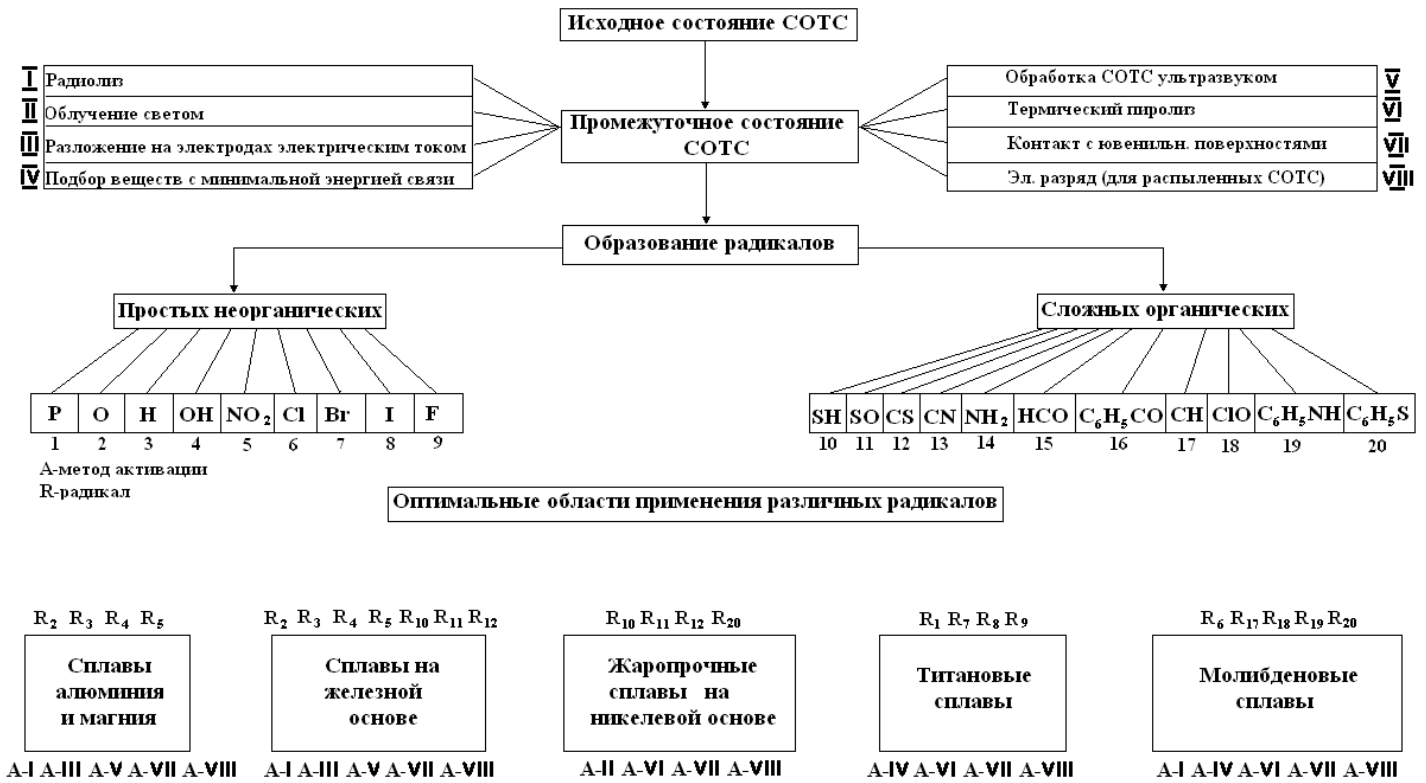 Исходное состояние СОТС
I Радиолиз
II Облучение светом
III Разложение на электродах электрическим током
IV Подбор веществ с минимальной энергией связи
Промежуточное состояние
СОТС
Обработка СОТС ультразвуком V
Термический пиролиз VI
Контакт с ювенильн. поверхностями VII
Эл. разряд (для распыленных СОТС) VIII
Образование радикалов
Простых неорганических
Сложных органических
P O H OH NO₂ Cl Br I F
1 2 3 4 5 6 7 8 9
SH SO CS CN NH₂ HCO C₆H₅CO CH ClO C₆H₅NH C₆H₅S
10 11 12 13 14 15 16 17 18 19 20
А-метод активации
R-радикал
Оптимальные области применения различных радикалов
R₂ R₃ R₄ R₅
Сплавы
алюминия
и магния
А-I А-III А-V А-VII А-VIII
R₂ R₃ R₄ R₅ R₁₀ R₁₁ R₁₂
Сплавы на
железной
основе
А-I А-III А-V А-VII А-VIII
R₁₀ R₁₁ R₁₂ R₂₀
Жаропрочные
сплавы на
никелевой основе
А-II А-VI А-VII А-VIII
R₁ R₇ R₈ R₉
Титановые
сплавы
А-IV А-VI А-VII А-VIII
R₆ R₁₇ R₁₈ R₁₉ R₂₀
Молибденовые
сплавы
А-I А-IV А-VI А-VII А-VIII